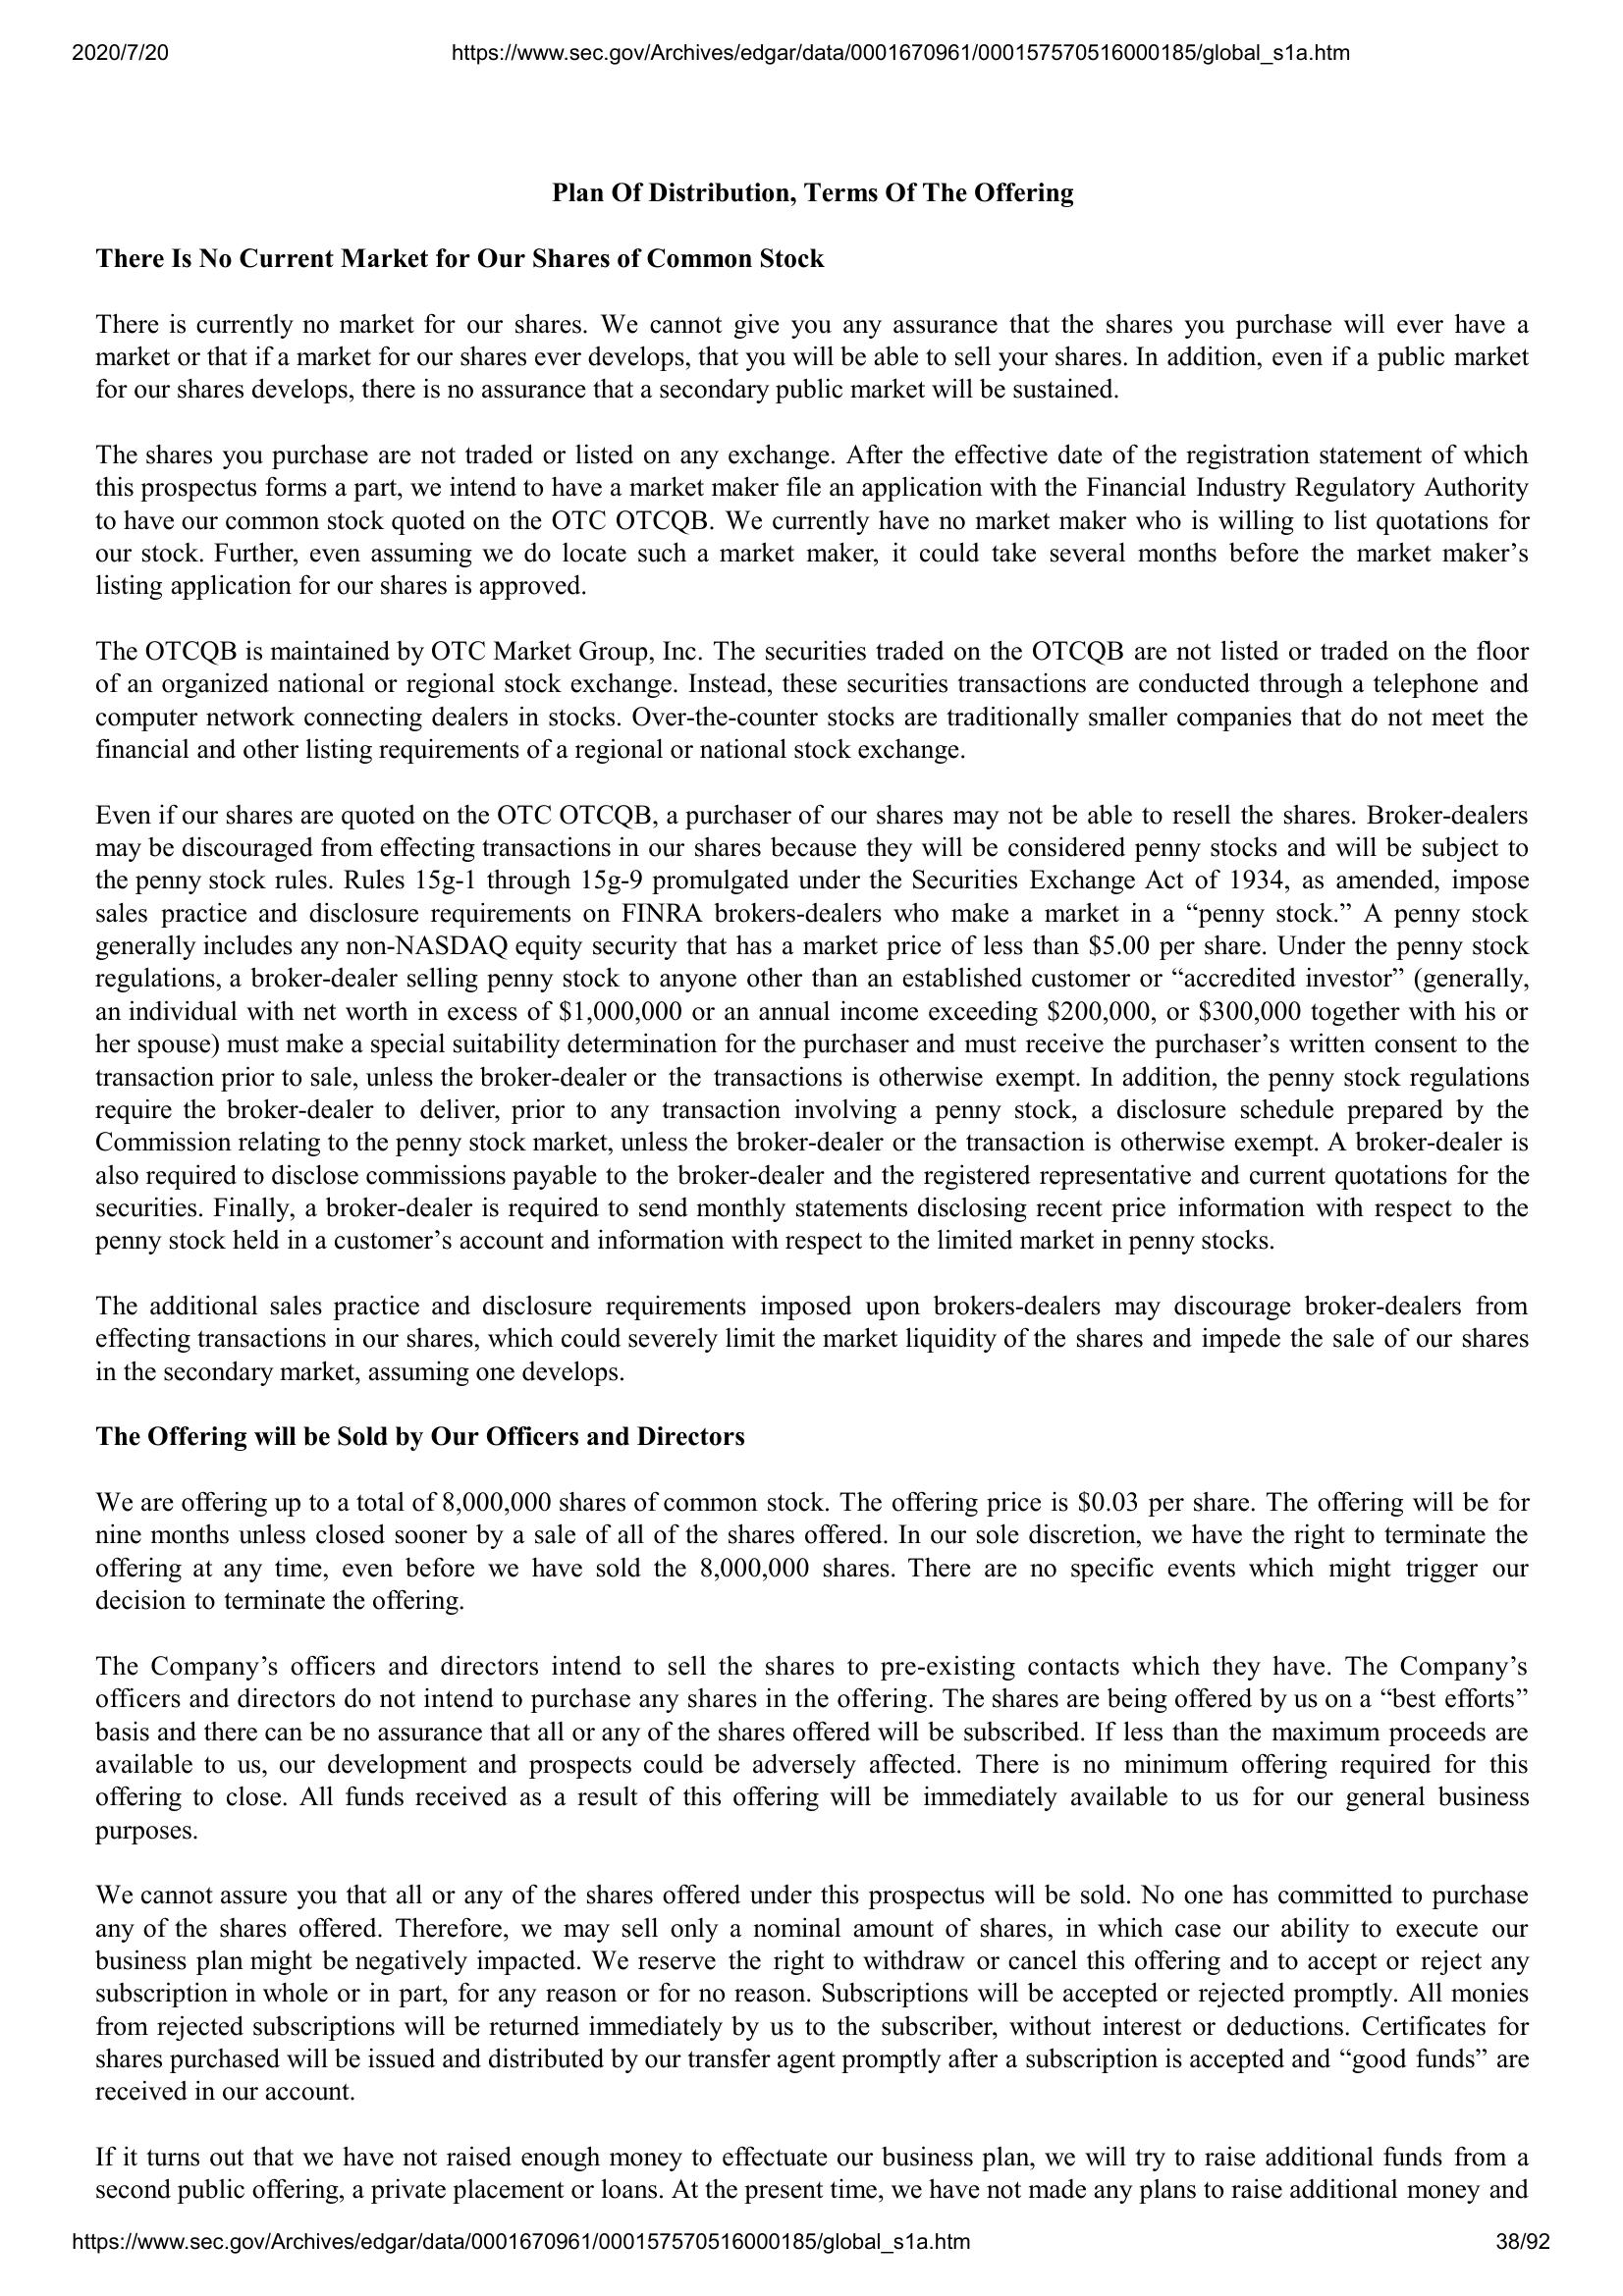 2020/7/20 https://www.sec.gov/Archives/edgar/data/0001670961/000157570516000185/global_s1a.htm
Plan Of Distribution, Terms Of The Offering
There Is No Current Market for Our Shares of Common Stock
There is currently no market for our shares. We cannot give you any assurance that the shares you purchase will ever have a
market or that if a market for our shares ever develops, that you will be able to sell your shares. In addition, even if a public market
for our shares develops, there is no assurance that a secondary public market will be sustained.
The shares you purchase are not traded or listed on any exchange. After the effective date of the registration statement of which
this prospectus forms a part, we intend to have a market maker file an application with the Financial Industry Regulatory Authority
to have our common stock quoted on the OTC OTCQB. We currently have no market maker who is willing to list quotations for
our stock. Further, even assuming we do locate such a market maker, it could take several months before the market maker’s
listing application for our shares is approved.
The OTCQB is maintained by OTC Market Group, Inc. The securities traded on the OTCQB are not listed or traded on the floor
of an organized national or regional stock exchange. Instead, these securities transactions are conducted through a telephone and
computer network connecting dealers in stocks. Over-the-counter stocks are traditionally smaller companies that do not meet the
financial and other listing requirements of a regional or national stock exchange.
Even if our shares are quoted on the OTC OTCQB, a purchaser of our shares may not be able to resell the shares. Broker-dealers
may be discouraged from effecting transactions in our shares because they will be considered penny stocks and will be subject to
the penny stock rules. Rules 15g-1 through 15g-9 promulgated under the Securities Exchange Act of 1934, as amended, impose
sales practice and disclosure requirements on FINRA brokers-dealers who make a market in a “penny stock.” A penny stock
generally includes any non-NASDAQ equity security that has a market price of less than $5.00 per share. Under the penny stock
regulations, a broker-dealer selling penny stock to anyone other than an established customer or “accredited investor” (generally,
an individual with net worth in excess of $1,000,000 or an annual income exceeding $200,000, or $300,000 together with his or
her spouse) must make a special suitability determination for the purchaser and must receive the purchaser’s written consent to the
transaction prior to sale, unless the broker-dealer or the transactions is otherwise exempt. In addition, the penny stock regulations
require the broker-dealer to deliver, prior to any transaction involving a penny stock, a disclosure schedule prepared by the
Commission relating to the penny stock market, unless the broker-dealer or the transaction is otherwise exempt. A broker-dealer is
also required to disclose commissions payable to the broker-dealer and the registered representative and current quotations for the
securities. Finally, a broker-dealer is required to send monthly statements disclosing recent price information with respect to the
penny stock held in a customer’s account and information with respect to the limited market in penny stocks.
The additional sales practice and disclosure requirements imposed upon brokers-dealers may discourage broker-dealers from
effecting transactions in our shares, which could severely limit the market liquidity of the shares and impede the sale of our shares
in the secondary market, assuming one develops.
The Offering will be Sold by Our Officers and Directors
We are offering up to a total of 8,000,000 shares of common stock. The offering price is $0.03 per share. The offering will be for
nine months unless closed sooner by a sale of all of the shares offered. In our sole discretion, we have the right to terminate the
offering at any time, even before we have sold the 8,000,000 shares. There are no specific events which might trigger our
decision to terminate the offering.
The Company’s officers and directors intend to sell the shares to pre-existing contacts which they have. The Company’s
officers and directors do not intend to purchase any shares in the offering. The shares are being offered by us on a “best efforts”
basis and there can be no assurance that all or any of the shares offered will be subscribed. If less than the maximum proceeds are
available to us, our development and prospects could be adversely affected. There is no minimum offering required for this
offering to close. All funds received as a result of this offering will be immediately available to us for our general business
purposes.
We cannot assure you that all or any of the shares offered under this prospectus will be sold. No one has committed to purchase
any of the shares offered. Therefore, we may sell only a nominal amount of shares, in which case our ability to execute our
business plan might be negatively impacted. We reserve the right to withdraw or cancel this offering and to accept or reject any
subscription in whole or in part, for any reason or for no reason. Subscriptions will be accepted or rejected promptly. All monies
from rejected subscriptions will be returned immediately by us to the subscriber, without interest or deductions. Certificates for
shares purchased will be issued and distributed by our transfer agent promptly after a subscription is accepted and “good funds” are
received in our account.
If it turns out that we have not raised enough money to effectuate our business plan, we will try to raise additional funds from a
second public offering, a private placement or loans. At the present time, we have not made any plans to raise additional money and
https://www.sec.gov/Archives/edgar/data/0001670961/000157570516000185/global_s1a.htm 38/92